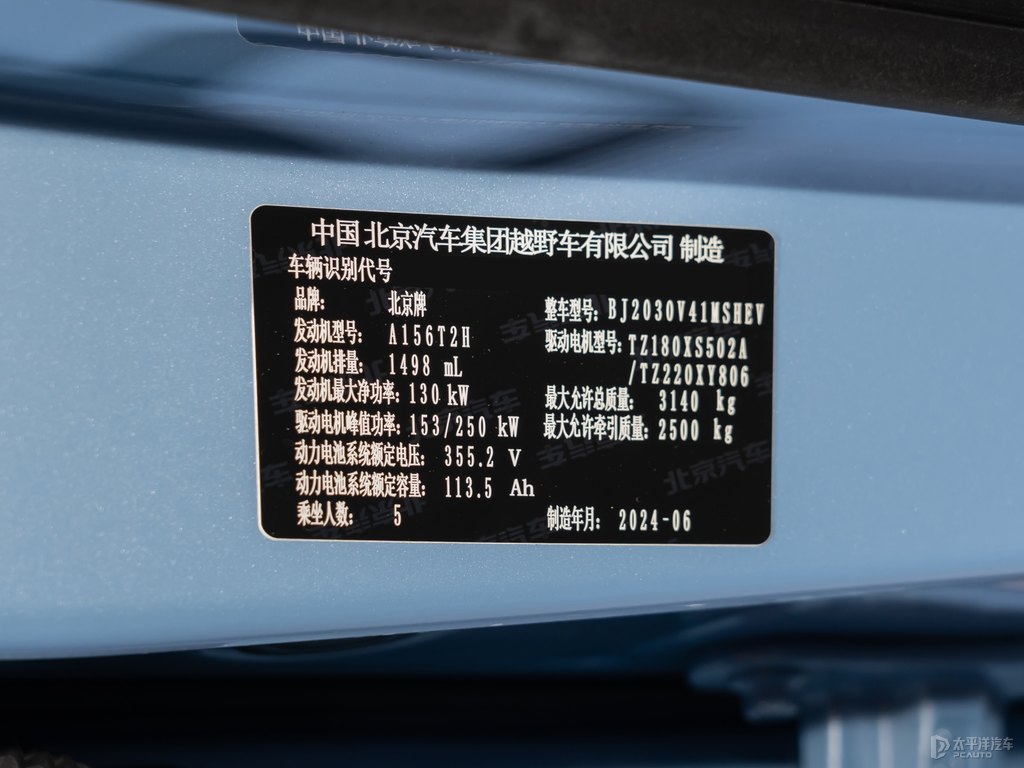 中国 北京汽车集团越野车有限公司 制造
车辆识别代号
品牌： 北京牌
整车型号：BJ2030V41MSHEV
发动机型号： A156T2H
驱动电机型号：TZ180XS502A
/TZ220XY806
发动机排量： 1498 mL
发动机最大净功率：130 kW
最大允许总质量： 3140 kg
驱动电机峰值功率：153/250 kW
最大允许牵引质量：2500 kg
动力电池系统额定电压： 355.2 V
动力电池系统额定容量： 113.5 Ah
乘坐人数： 5
制造年月： 2024-06
北京汽车
太平洋汽车
PCAUTO